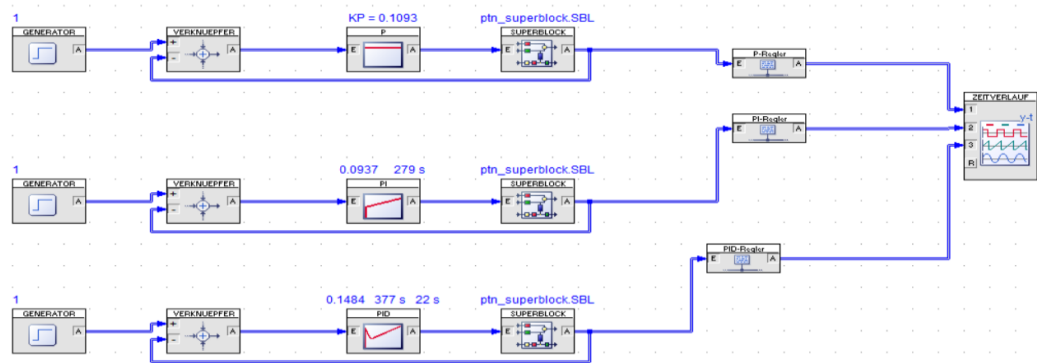 1 KP = 0.1093 ptn_superblock.SBL
GENERATOR VERKNUEPFER P SUPERBLOCK
A + - A E A E A
P-Regler
E A
ZEITVERLAUF
y-t
1
2
3
R
PI-Regler
E A
1 0.0937 279 s ptn_superblock.SBL
GENERATOR VERKNUEPFER PI SUPERBLOCK
A + - A E A E A
PID-Regler
E A
1 0.1484 377 s 22 s ptn_superblock.SBL
GENERATOR VERKNUEPFER PID SUPERBLOCK
A + - A E A E A